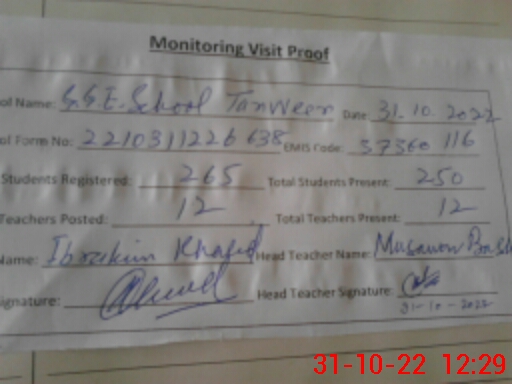 Monitoring Visit Proof
ol Name: G.G.E. School Tanweer Date: 31.10.2022
ol Form No: 2210311226638 EMIS Code: 37360116
Students Registered: 265 Total Students Present: 250
Teachers Posted: 12 Total Teachers Present: 12
Name: Ibrahim Khalid Head Teacher Name:
ignature: Head Teacher Signature:
31-10-2022
31-10-22 12:29